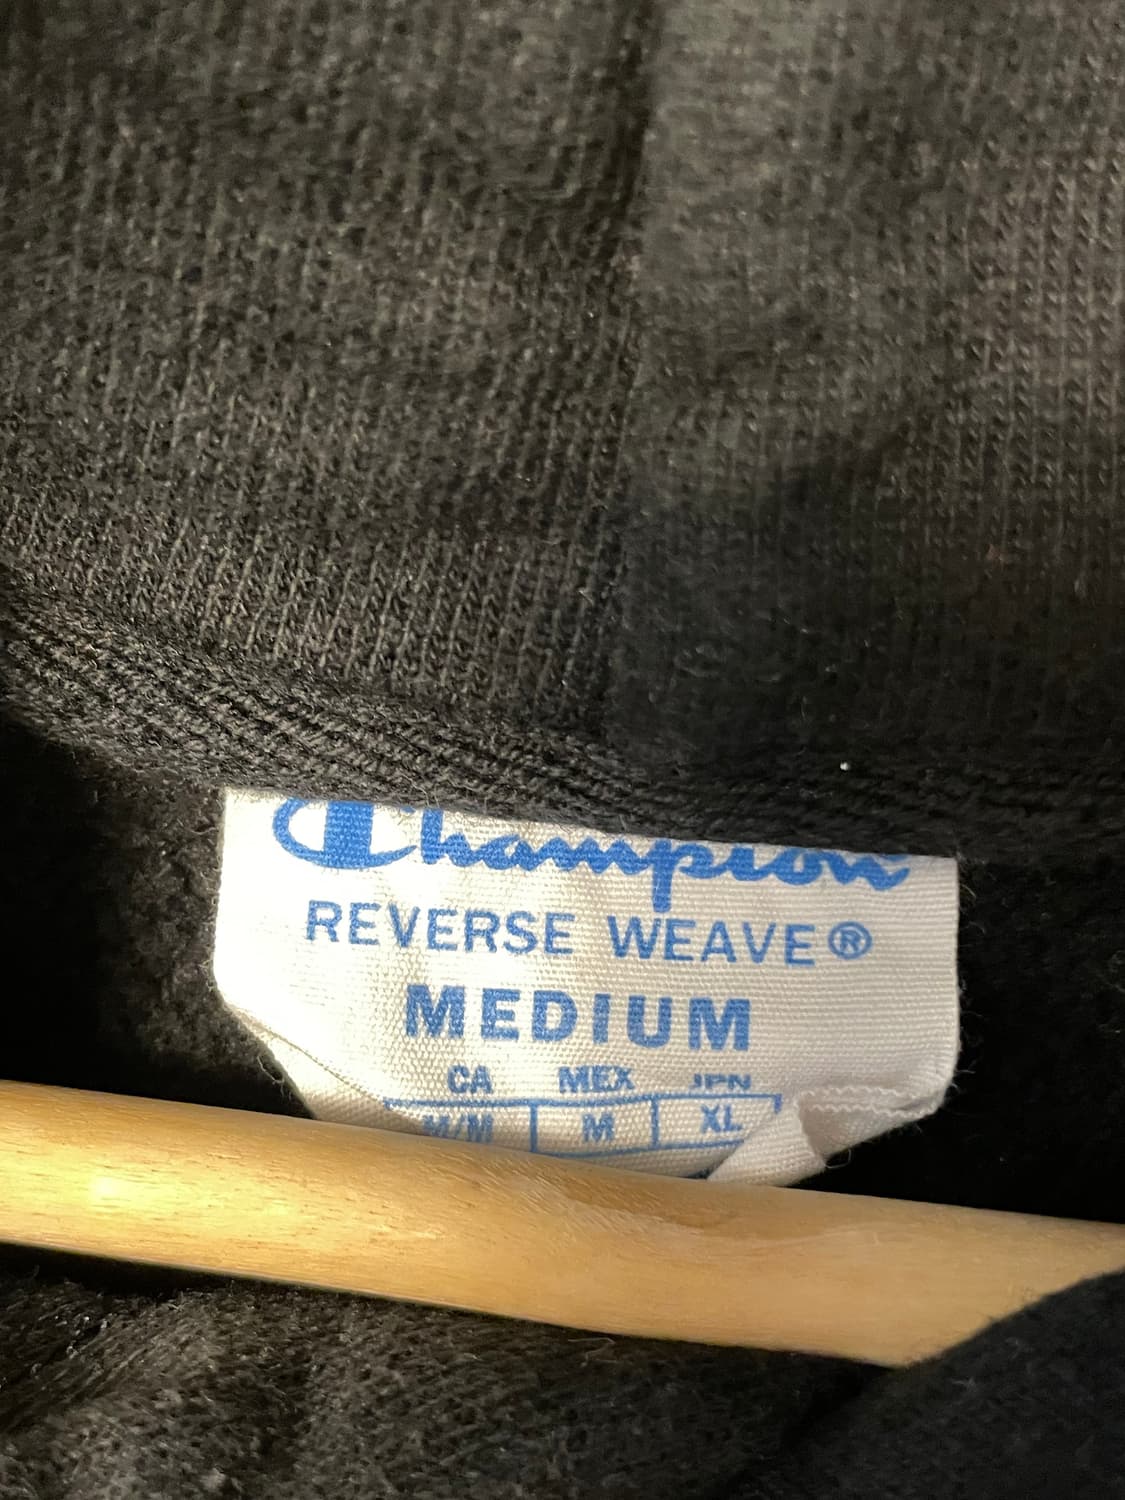 Champion
REVERSE WEAVE®
MEDIUM
CA MEX JPN
M/M M XL